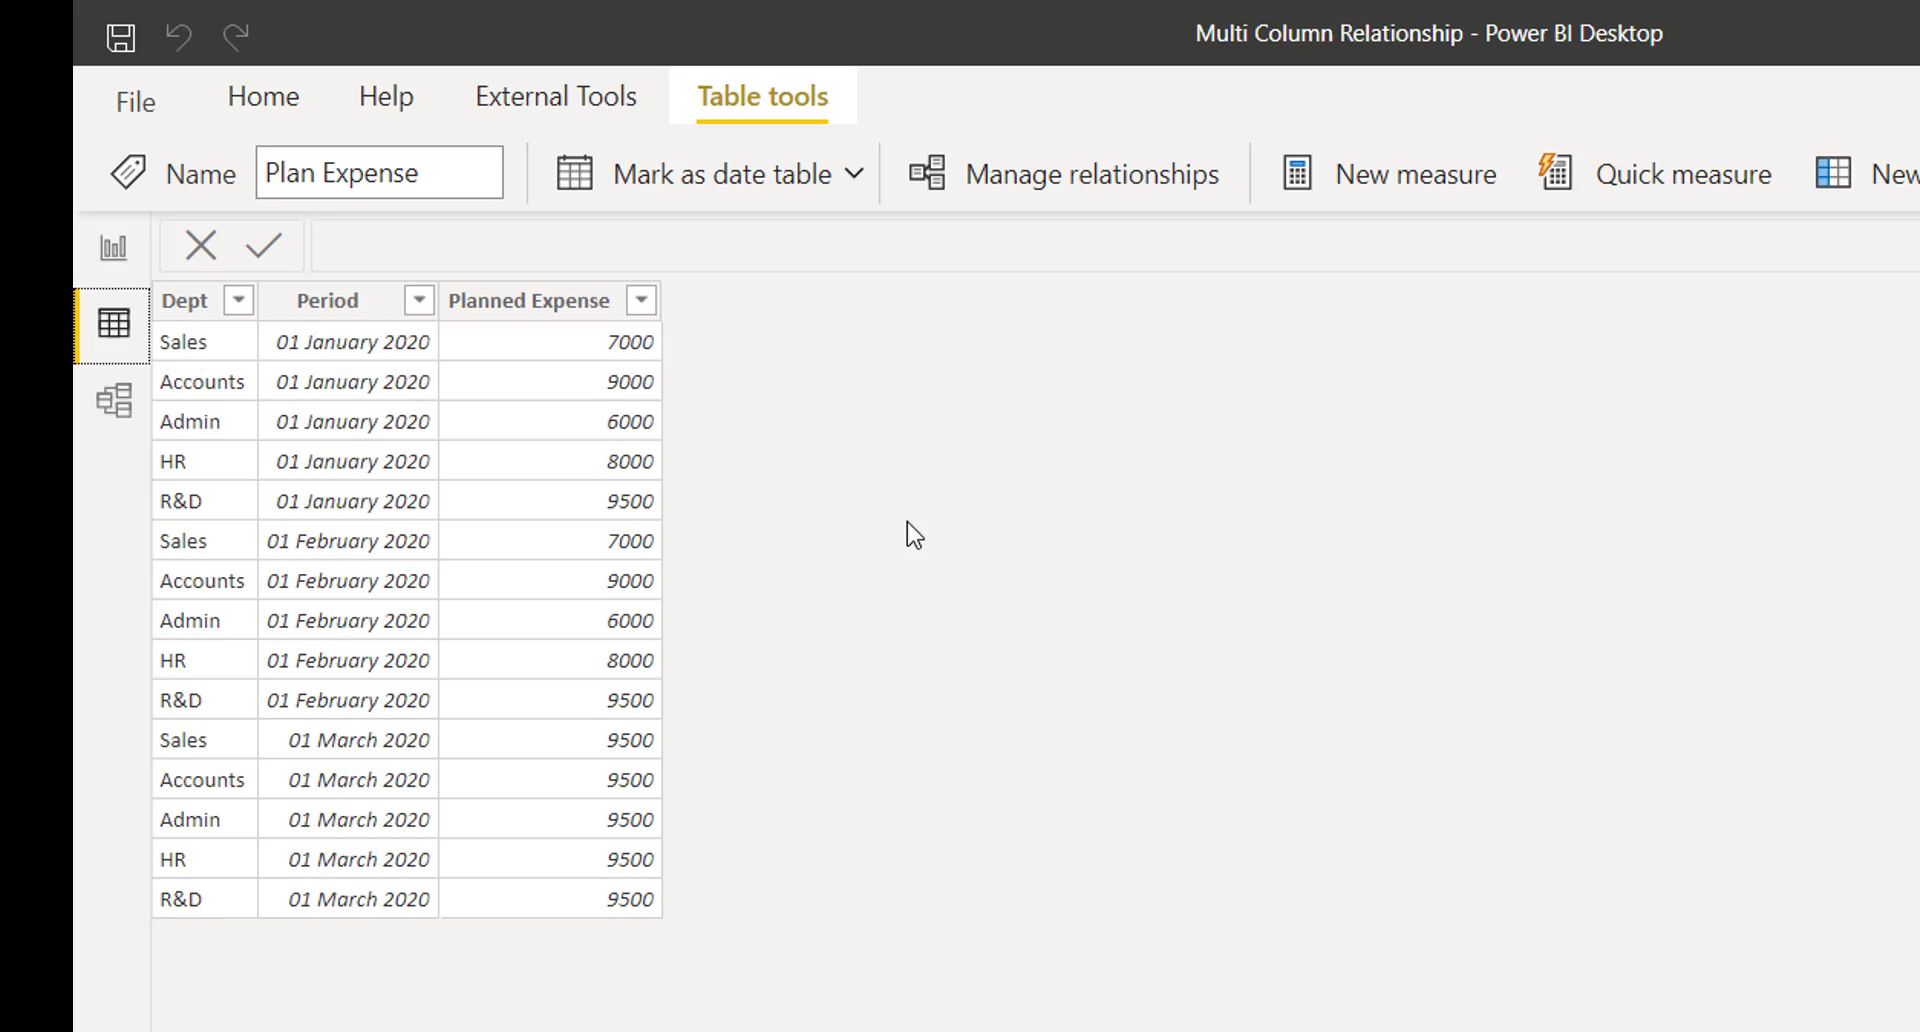 Multi Column Relationship - Power BI Desktop
File Home Help External Tools Table tools
Name Plan Expense Mark as date table Manage relationships New measure Quick measure New
Dept Period Planned Expense
Sales 01 January 2020 7000
Accounts 01 January 2020 9000
Admin 01 January 2020 6000
HR 01 January 2020 8000
R&D 01 January 2020 9500
Sales 01 February 2020 7000
Accounts 01 February 2020 9000
Admin 01 February 2020 6000
HR 01 February 2020 8000
R&D 01 February 2020 9500
Sales 01 March 2020 9500
Accounts 01 March 2020 9500
Admin 01 March 2020 9500
HR 01 March 2020 9500
R&D 01 March 2020 9500